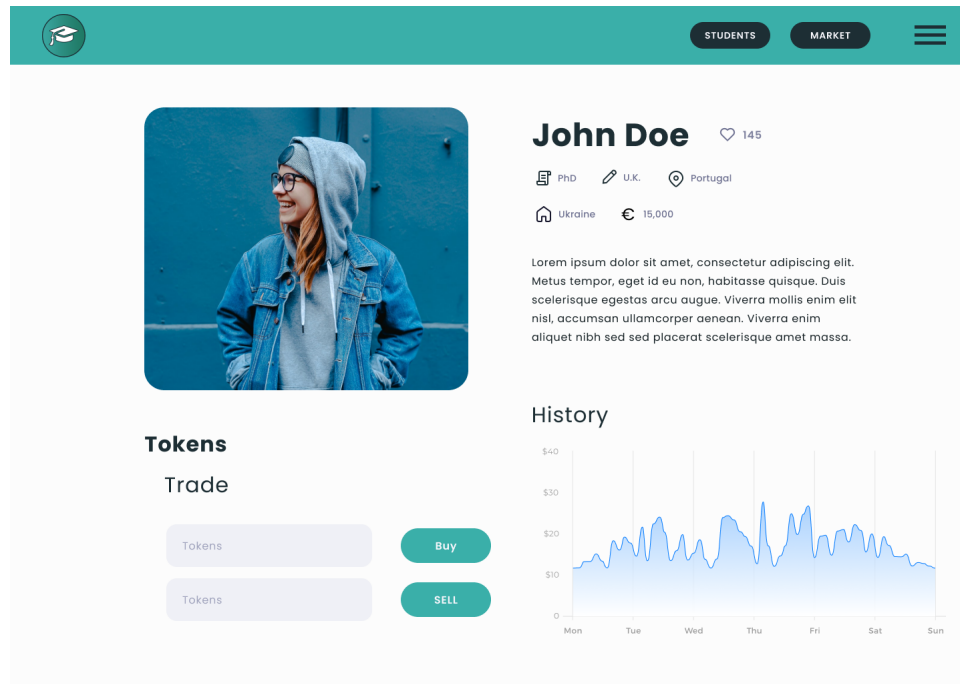 STUDENTS MARKET
John Doe 145
PhD U.K. Portugal
Ukraine € 15,000
Lorem ipsum dolor sit amet, consectetur adipiscing elit.
Metus tempor, eget id eu non, habitasse quisque. Duis
scelerisque egestas arcu augue. Viverra mollis enim elit
nisl, accumsan ullamcorper aenean. Viverra enim
aliquet nibh sed sed placerat scelerisque amet massa.
Tokens
Trade
Tokens Buy
Tokens SELL
History
$40
$30
$20
$10
0
Mon Tue Wed Thu Fri Sat Sun